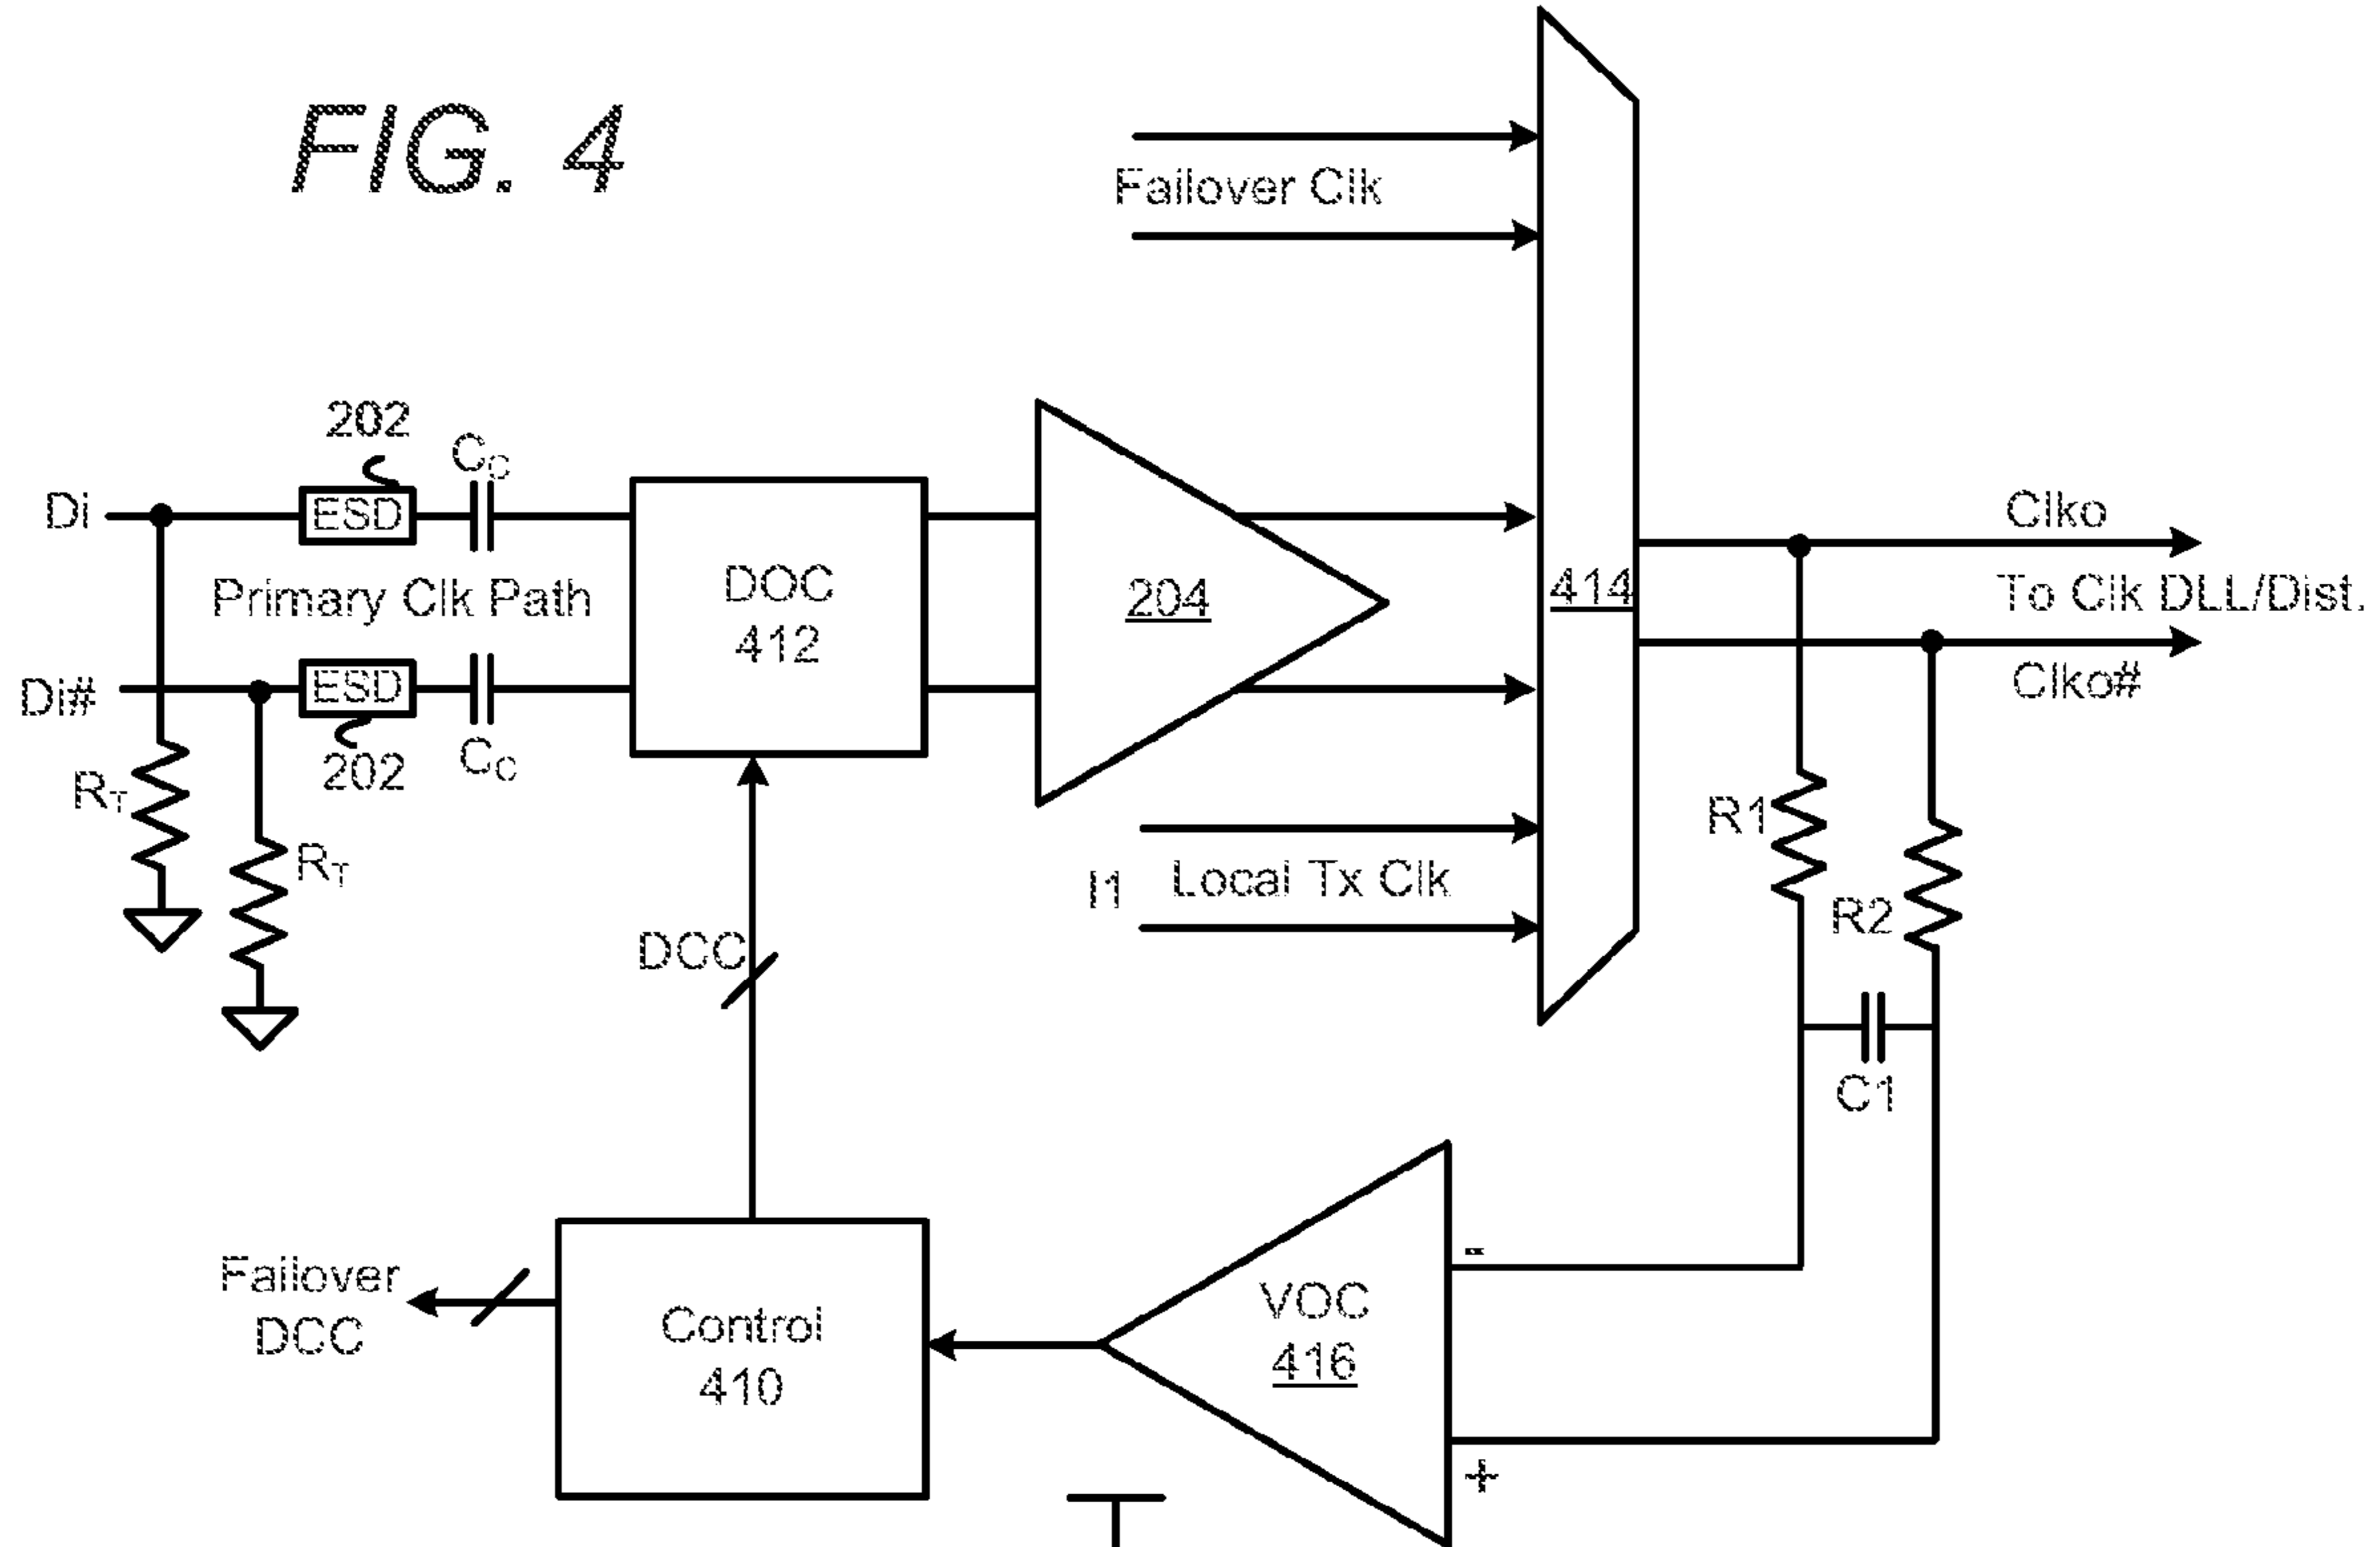 FIG. 4
Failover Clk
202
Cc
Di
ESD
Clko
DOC
412
204
414
Primary Clk Path
To Clk DLL/Dist.
Di#
ESD
Clko#
202
Cc
RT
RT
R1
I1
Local Tx Clk
R2
DCC
C1
-
Failover
DCC
Control
410
VOC
416
+